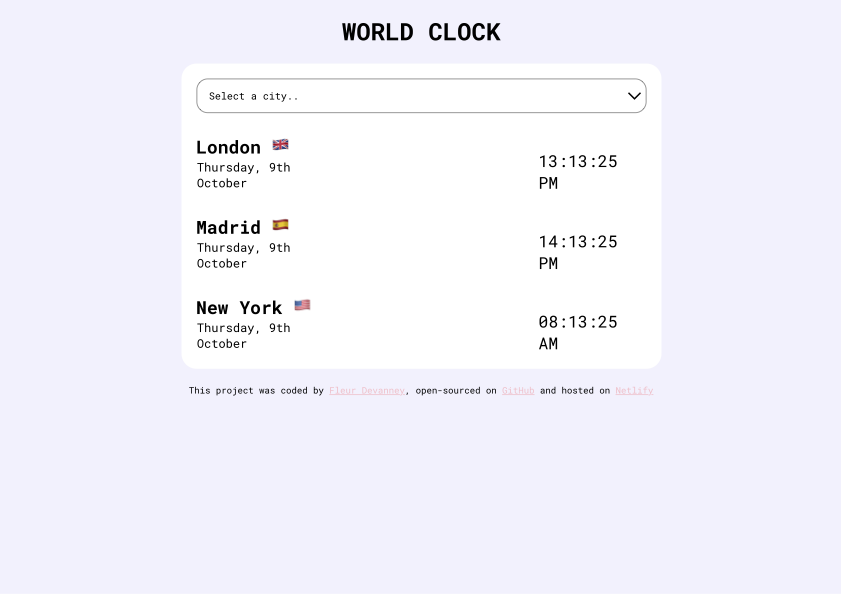 WORLD CLOCK
Select a city..
London 🇬🇧
Thursday, 9th
October
13:13:25
PM
Madrid 🇪🇸
Thursday, 9th
October
14:13:25
PM
New York 🇺🇸
Thursday, 9th
October
08:13:25
AM
This project was coded by Fleur Devanney, open-sourced on GitHub and hosted on Netlify